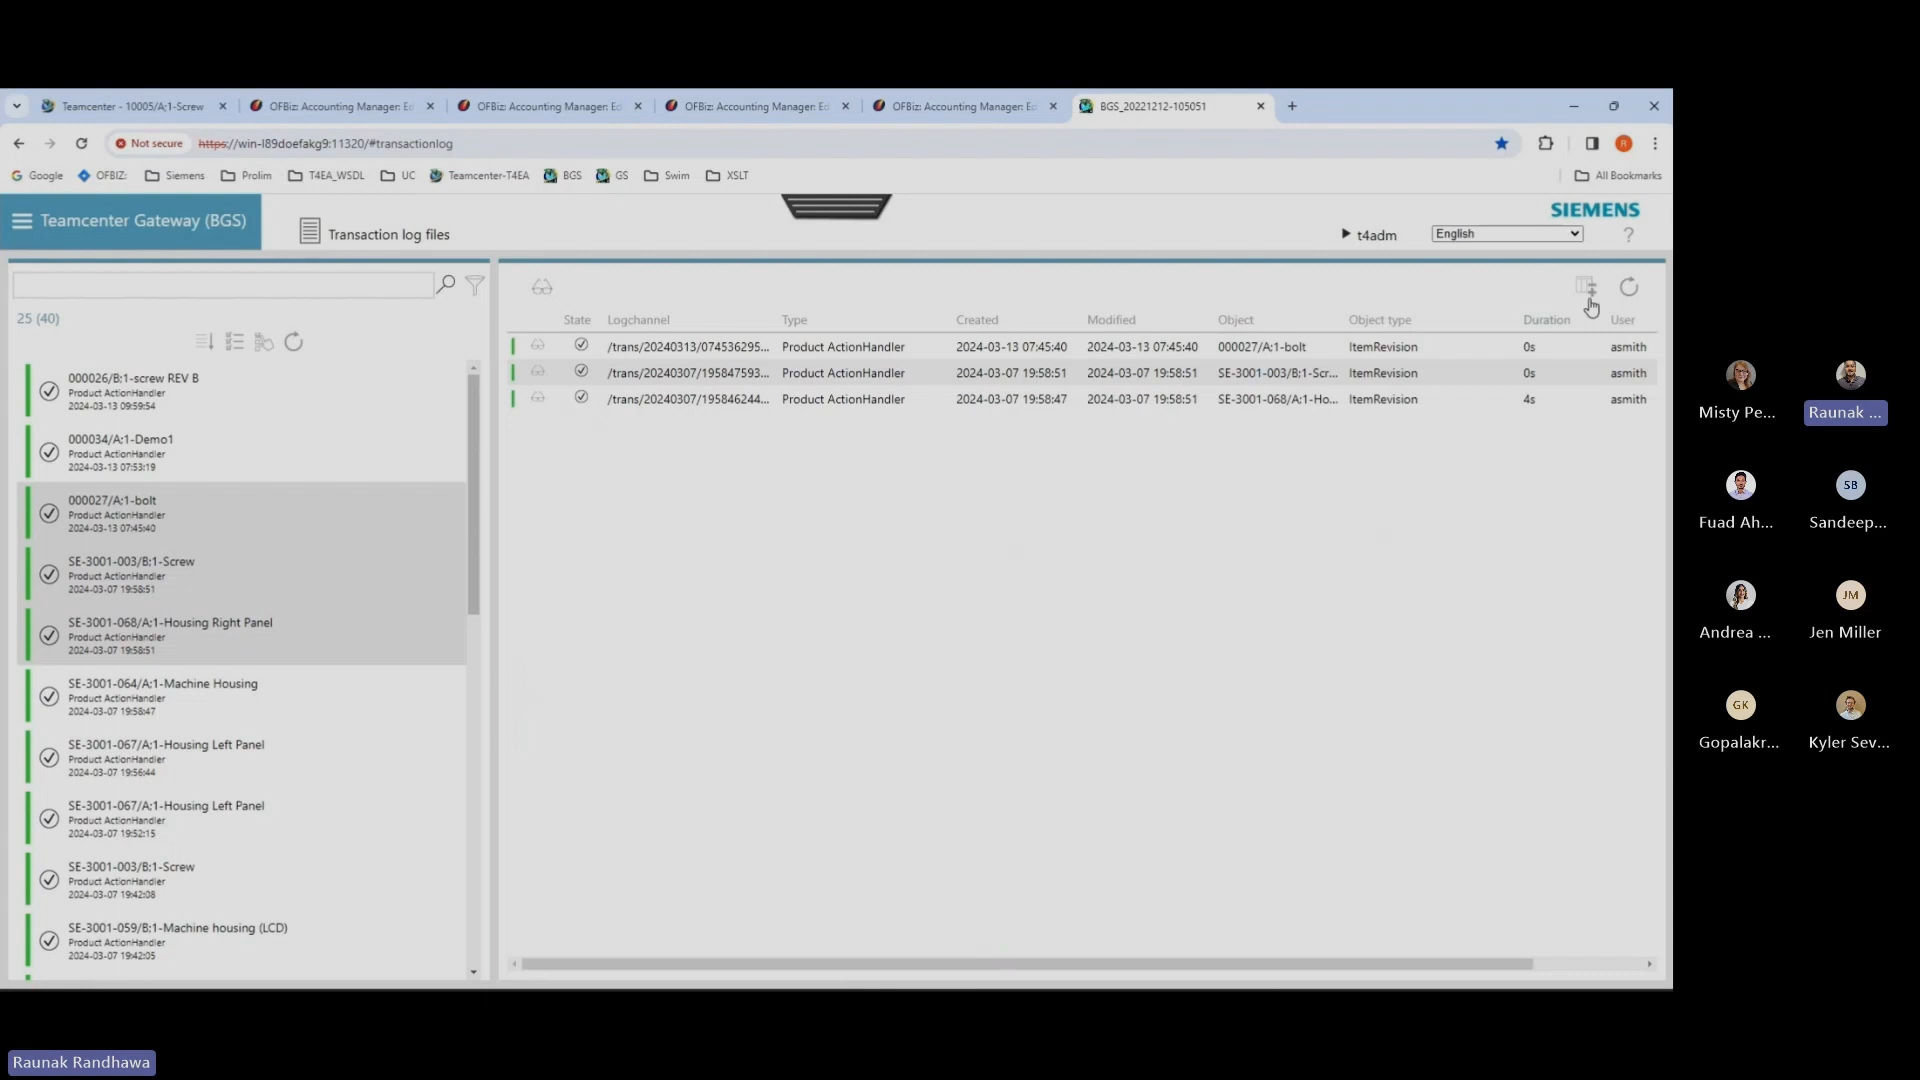 Teamcenter - 10005/A;1-Screw
OFBiz: Accounting Manager: Ed
OFBiz: Accounting Manager: Ed
OFBiz: Accounting Manager: Ed
OFBiz: Accounting Manager: Ed
BGS_20221212-105051
Not secure https://win-l89doefakg9:11320/#transactionlog
R
Google OFBIZ: Siemens Prolim T4EA_WSDL UC Teamcenter-T4EA BGS GS Swim XSLT All Bookmarks
Teamcenter Gateway (BGS)
Transaction log files
SIEMENS
t4adm
English
?
25 (40)
000026/B;1-screw REV B
Product ActionHandler
2024-03-13 09:59:54
000034/A;1-Demo1
Product ActionHandler
2024-03-13 07:53:19
000027/A;1-bolt
Product ActionHandler
2024-03-13 07:45:40
SE-3001-003/B;1-Screw
Product ActionHandler
2024-03-07 19:58:51
SE-3001-068/A;1-Housing Right Panel
Product ActionHandler
2024-03-07 19:58:51
SE-3001-064/A;1-Machine Housing
Product ActionHandler
2024-03-07 19:58:47
SE-3001-067/A;1-Housing Left Panel
Product ActionHandler
2024-03-07 19:56:44
SE-3001-067/A;1-Housing Left Panel
Product ActionHandler
2024-03-07 19:52:15
SE-3001-003/B;1-Screw
Product ActionHandler
2024-03-07 19:42:08
SE-3001-059/B;1-Machine housing (LCD)
Product ActionHandler
2024-03-07 19:42:05
State Logchannel Type Created Modified Object Object type Duration User
/trans/20240313/074536295... Product ActionHandler 2024-03-13 07:45:40 2024-03-13 07:45:40 000027/A;1-bolt ItemRevision 0s asmith
/trans/20240307/195847593... Product ActionHandler 2024-03-07 19:58:51 2024-03-07 19:58:51 SE-3001-003/B;1-Scr... ItemRevision 0s asmith
/trans/20240307/195846244... Product ActionHandler 2024-03-07 19:58:47 2024-03-07 19:58:51 SE-3001-068/A;1-Ho... ItemRevision 4s asmith
Misty Pe... Raunak ...
SB
Fuad Ah... Sandeep...
JM
Andrea ... Jen Miller
GK
Gopalakr... Kyler Sev...
Raunak Randhawa